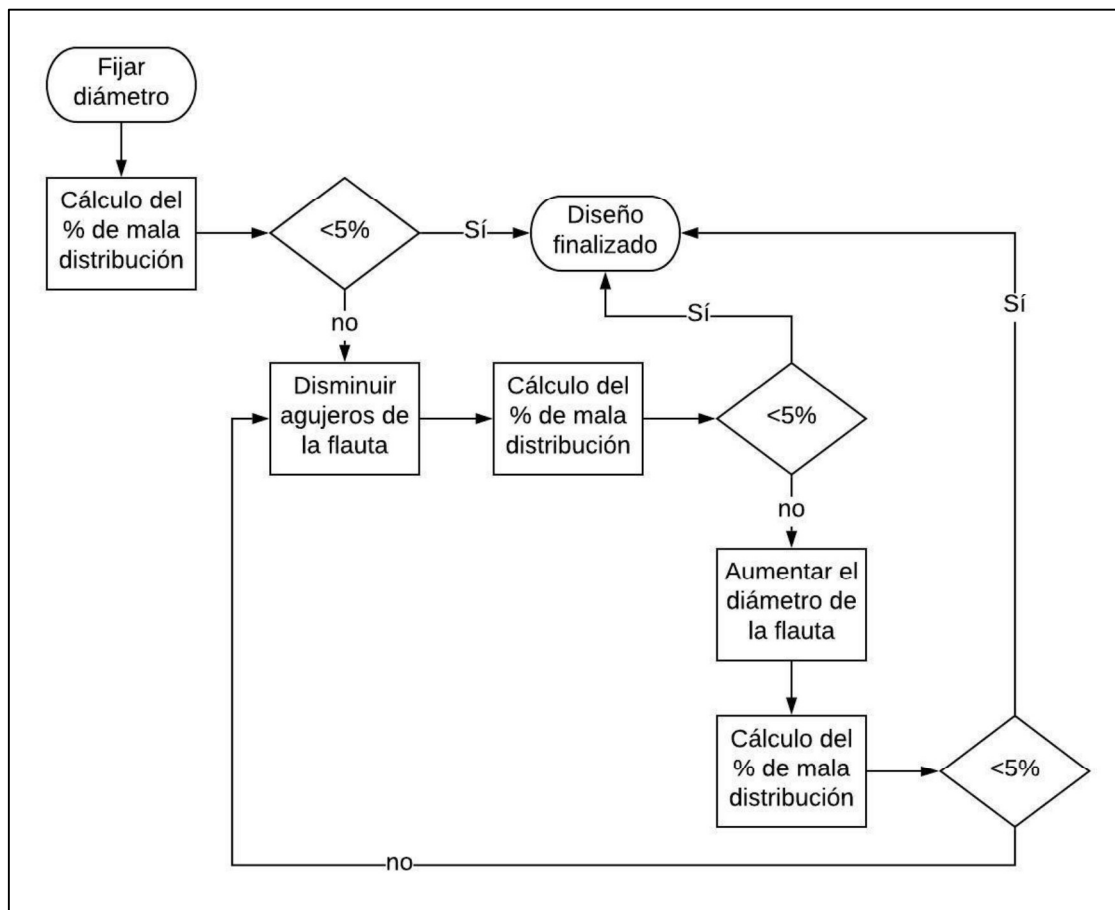 Fijar
diámetro
Cálculo del
% de mala
distribución
<5%
Sí
Diseño
finalizado
no
Sí
Sí
Disminuir
agujeros de
la flauta
Cálculo del
% de mala
distribución
<5%
no
Aumentar el
diámetro de
la flauta
Cálculo del
% de mala
distribución
<5%
no